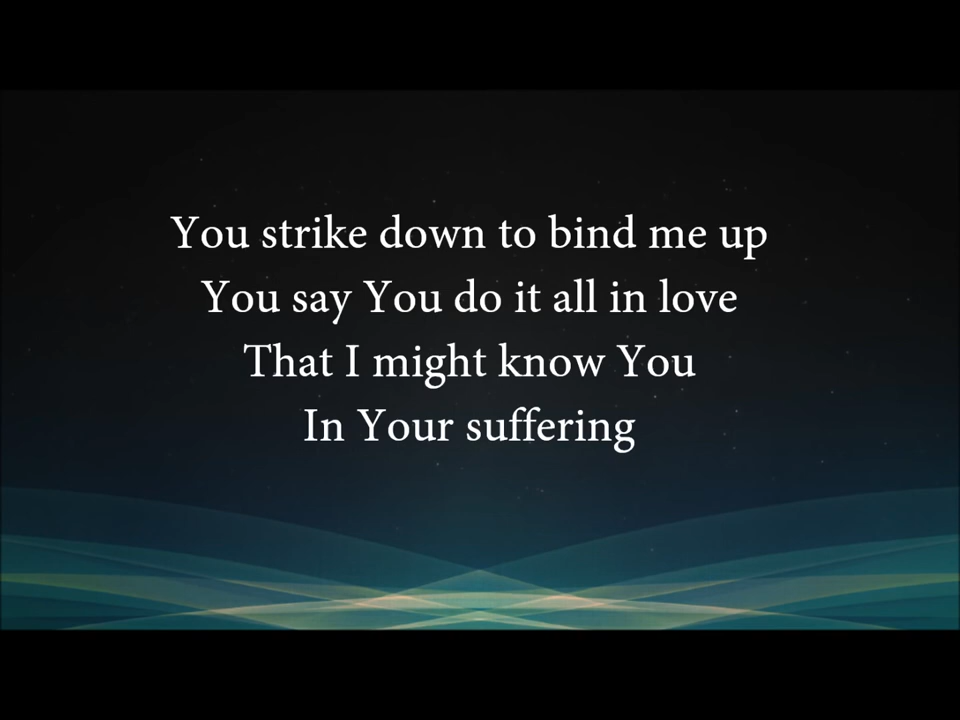 You strike down to bind me up
You say You do it all in love
That I might know You
In Your suffering